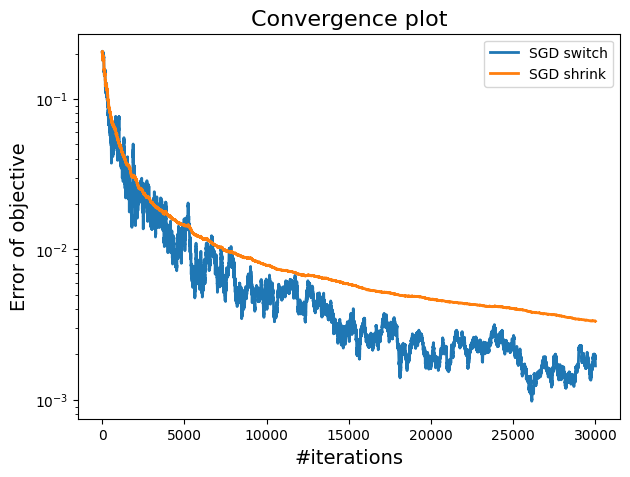 Convergence plot
SGD switch
SGD shrink
Error of objective
10⁻¹
10⁻²
10⁻³
0 5000 10000 15000 20000 25000 30000
#iterations